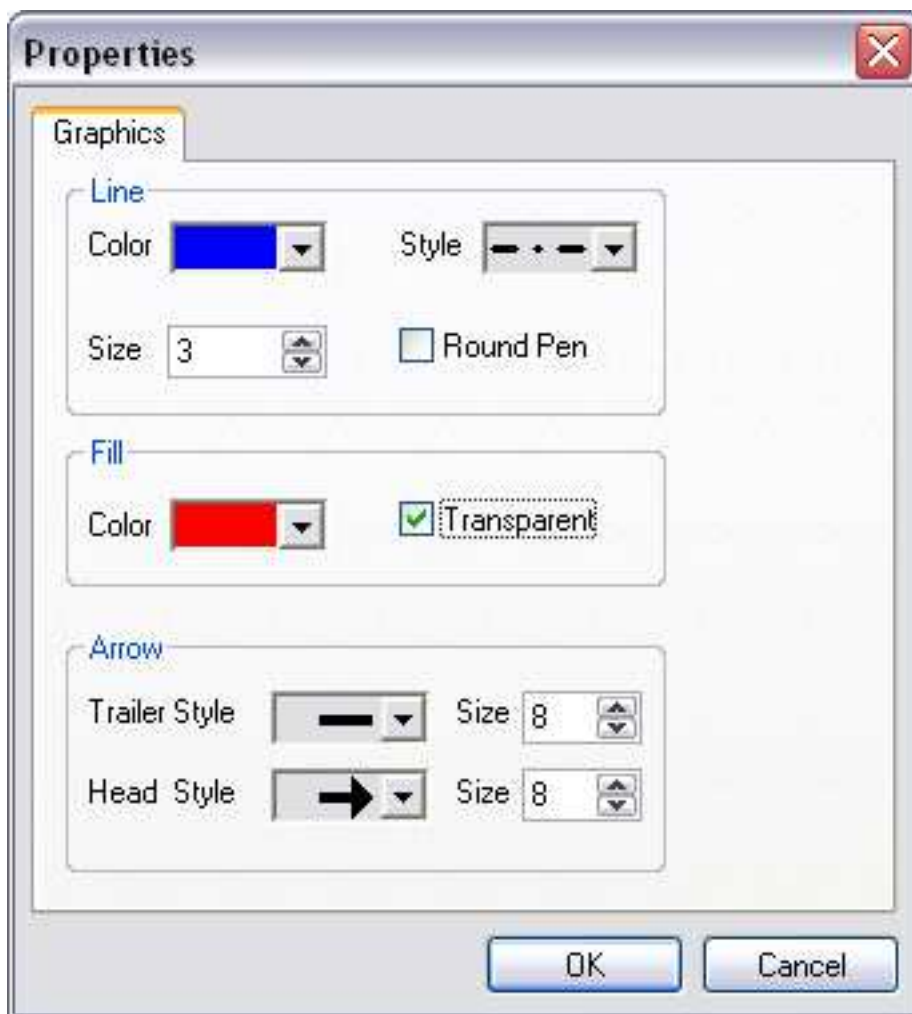 Properties
Graphics
Line
Color
Style
Size 3
Round Pen
Fill
Color
Transparent
Arrow
Trailer Style
Size 8
Head Style
Size 8
OK
Cancel